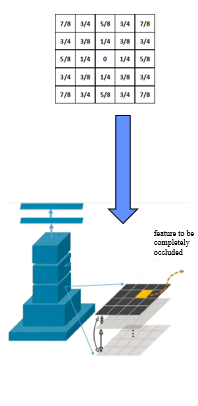 7/8 3/4 5/8 3/4 7/8
3/4 3/8 1/4 3/8 3/4
5/8 1/4 0 1/4 5/8
3/4 3/8 1/4 3/8 3/4
7/8 3/4 5/8 3/4 7/8
feature to be
completely
occluded